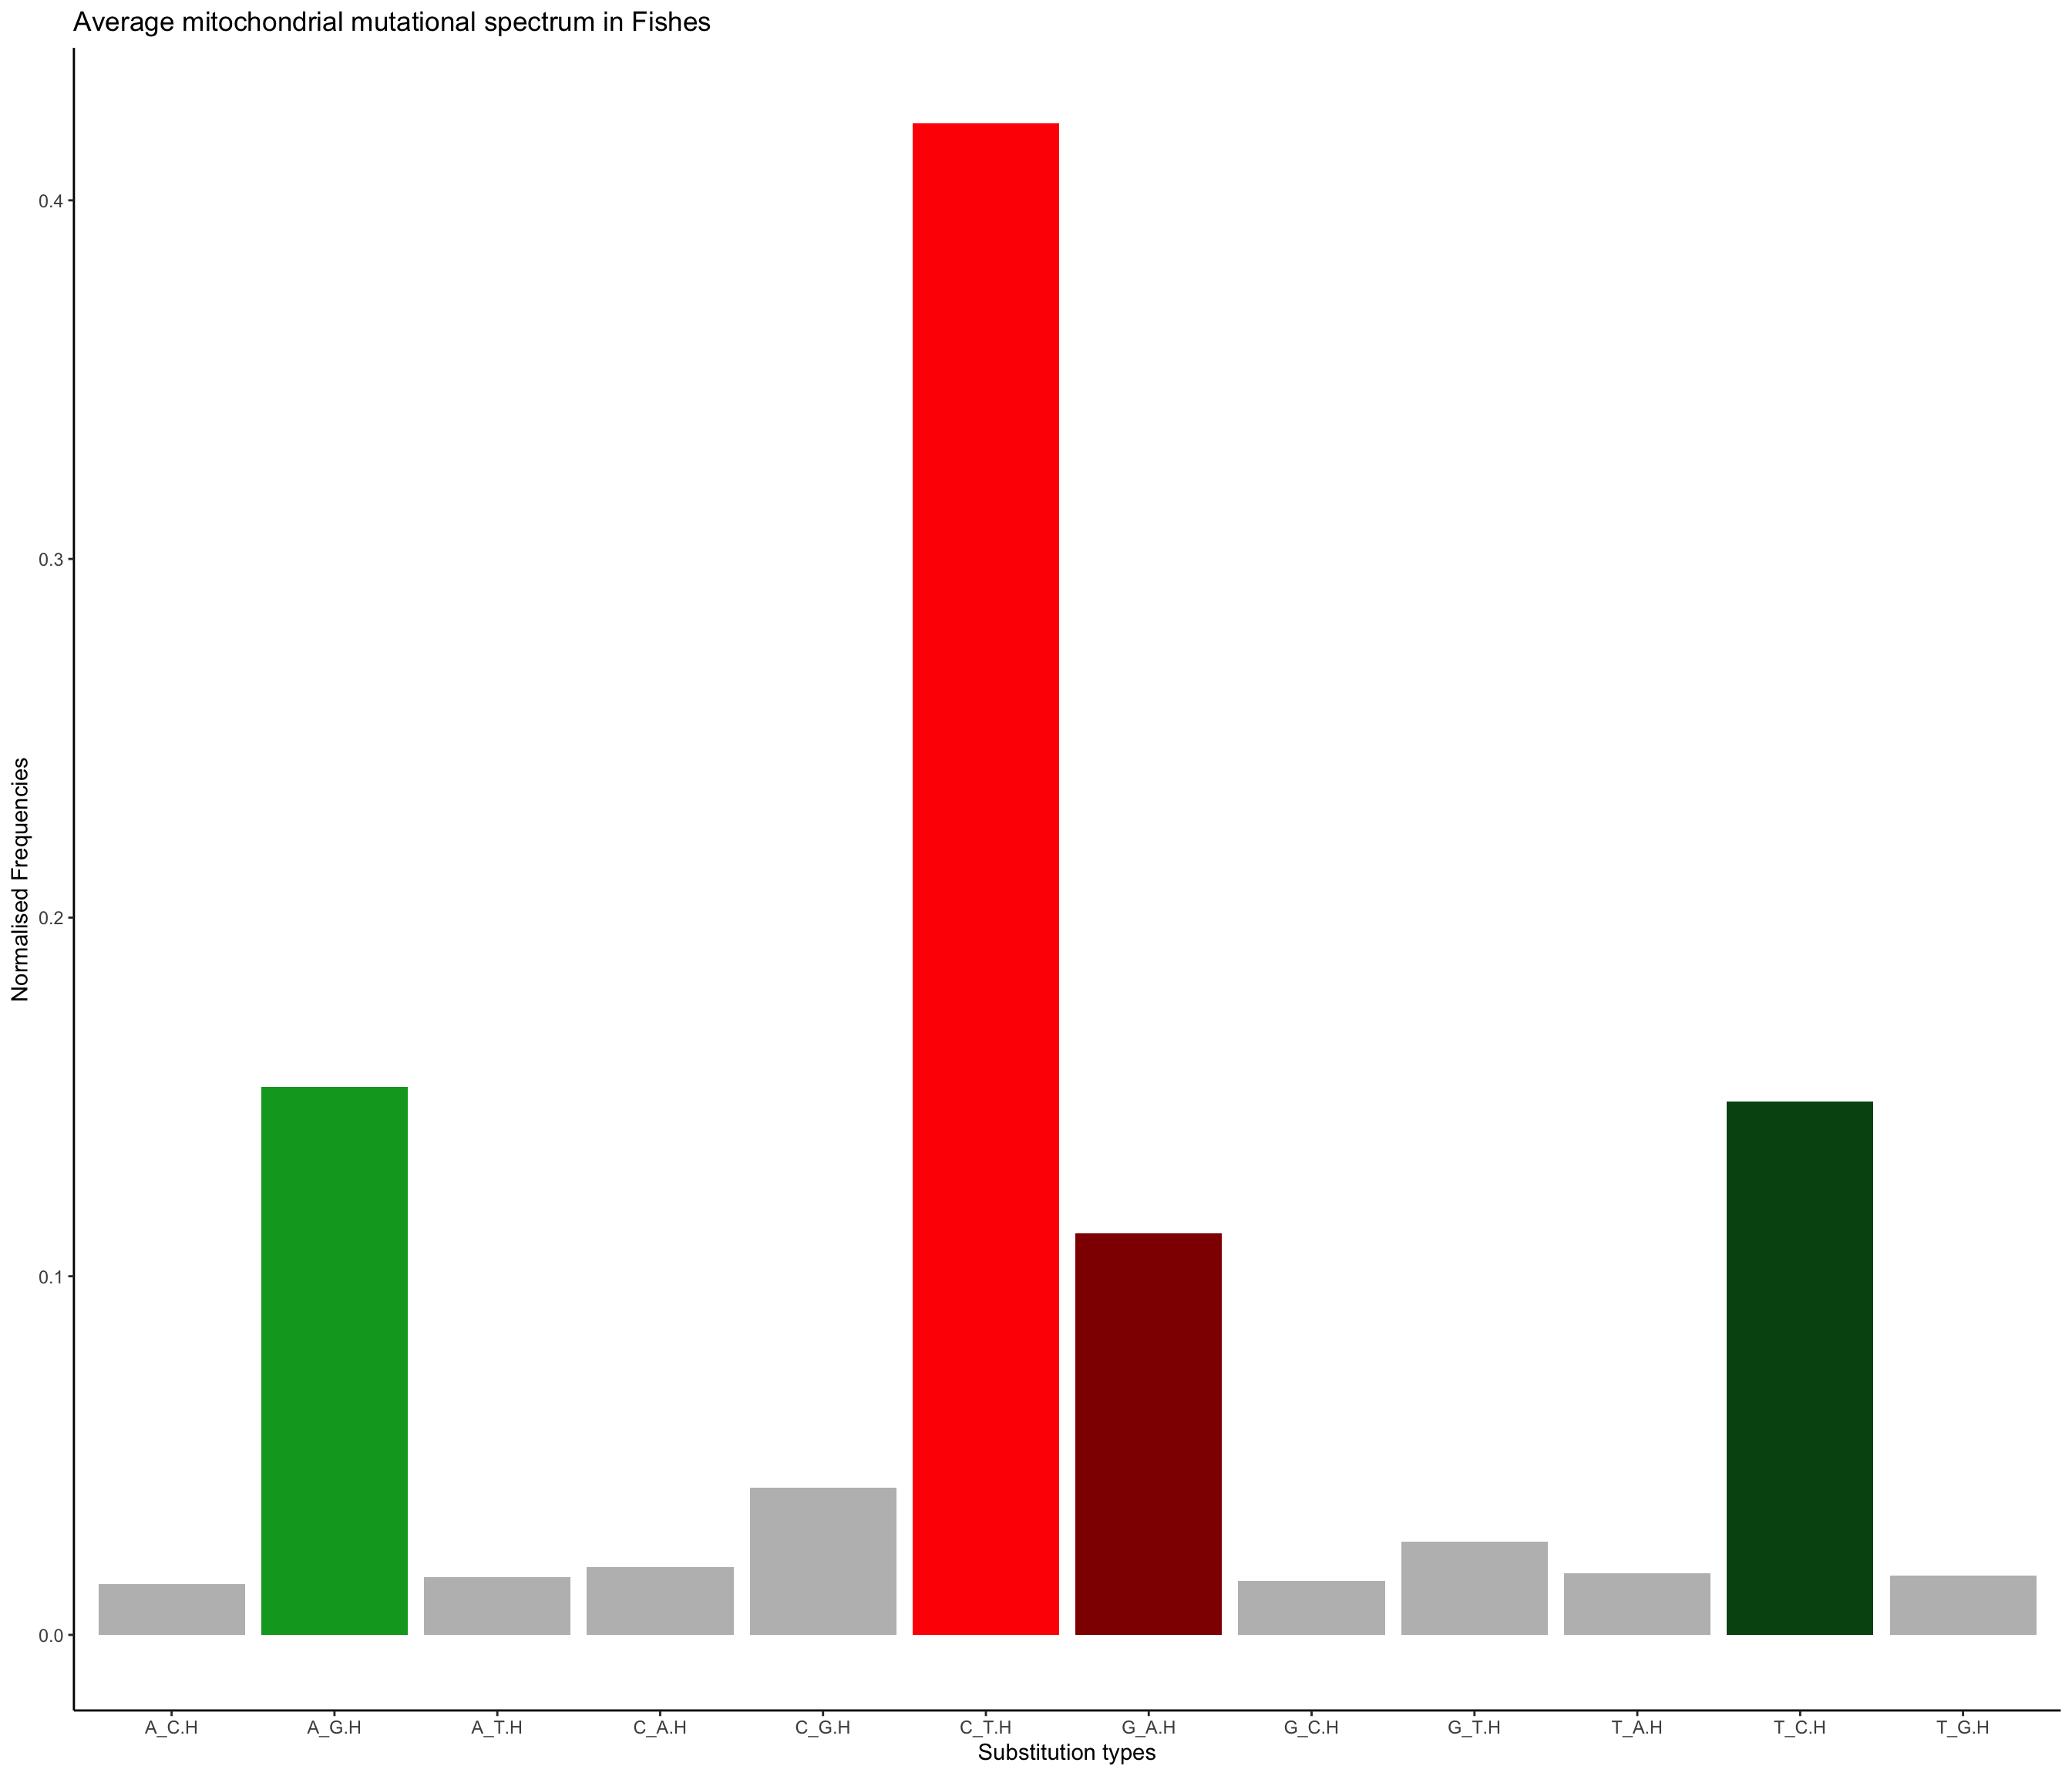 Average mitochondrial mutational spectrum in Fishes
Normalised Frequencies
0.4
0.3
0.2
0.1
0.0
A_C.H A_G.H A_T.H C_A.H C_G.H C_T.H G_A.H G_C.H G_T.H T_A.H T_C.H T_G.H
Substitution types